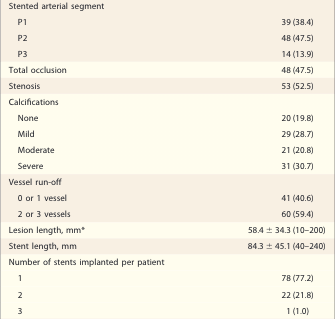 Stented arterial segment
P1 39 (38.4)
P2 48 (47.5)
P3 14 (13.9)
Total occlusion 48 (47.5)
Stenosis 53 (52.5)
Calcifications
None 20 (19.8)
Mild 29 (28.7)
Moderate 21 (20.8)
Severe 31 (30.7)
Vessel run-off
0 or 1 vessel 41 (40.6)
2 or 3 vessels 60 (59.4)
Lesion length, mm* 58.4 ± 34.3 (10–200)
Stent length, mm 84.3 ± 45.1 (40–240)
Number of stents implanted per patient
1 78 (77.2)
2 22 (21.8)
3 1 (1.0)